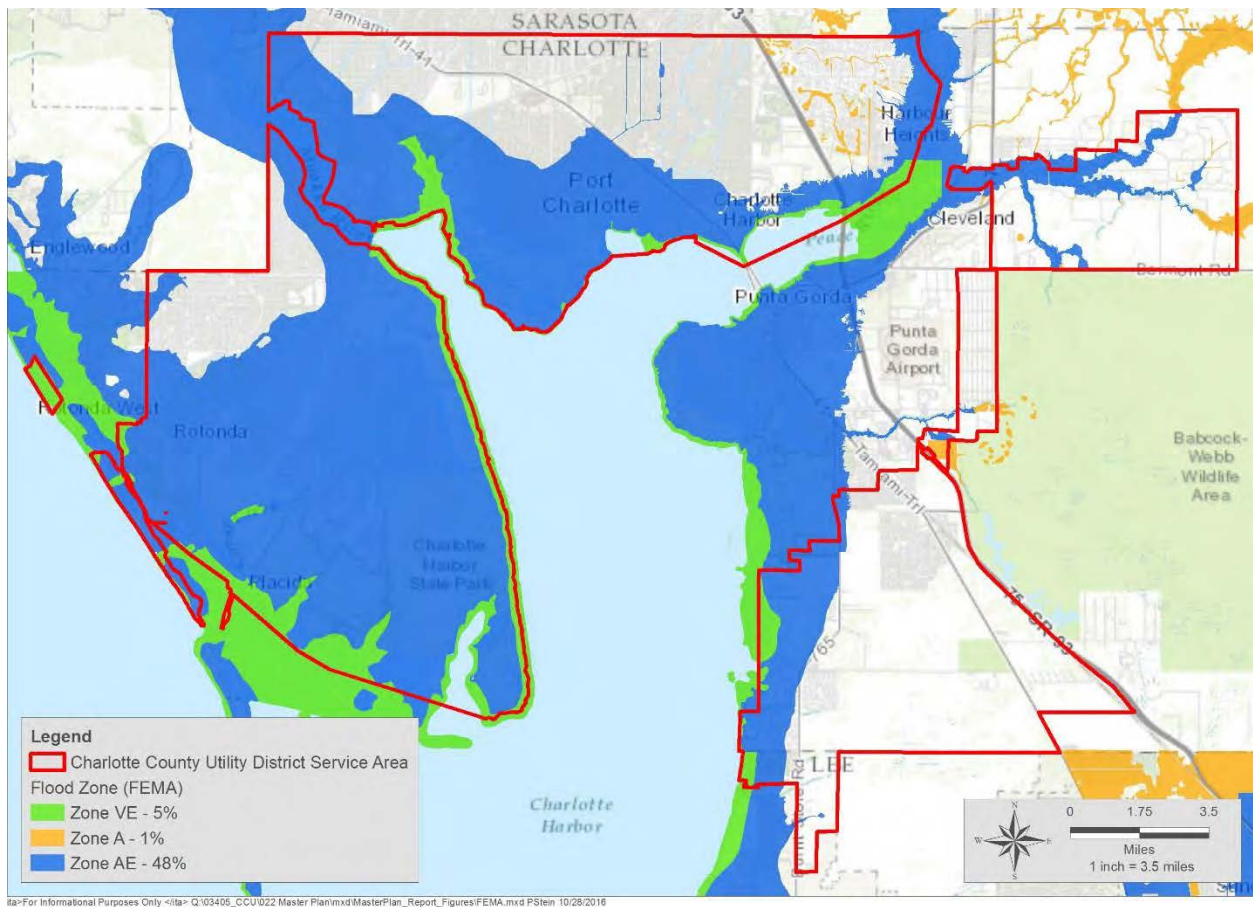 SARASOTA
CHARLOTTE
Tamiami-Trl-41
93
Harbour
Heights
Port
Charlotte
Charlotte
Harbor
Cleveland
Peace
Englewood
Bermont Rd
Punta Gorda
Punta
Gorda
Airport
Rotonda West
Rotonda
Babcock-
Webb
Wildlife
Area
Tamiami-Trl
Charlotte
Harbor
State Park
Placida
75-SR-93
765
LEE
Burnt Store Rd
Charlotte
Harbor
Legend
Charlotte County Utility District Service Area
Flood Zone (FEMA)
Zone VE - 5%
Zone A - 1%
Zone AE - 48%
N
W E
S
0 1.75 3.5
Miles
1 inch = 3.5 miles
ita>For Informational Purposes Only </ita> Q:\03405_CCU\022 Master Plan\mxd\MasterPlan_Report_Figures\FEMA.mxd PStein 10/28/2016